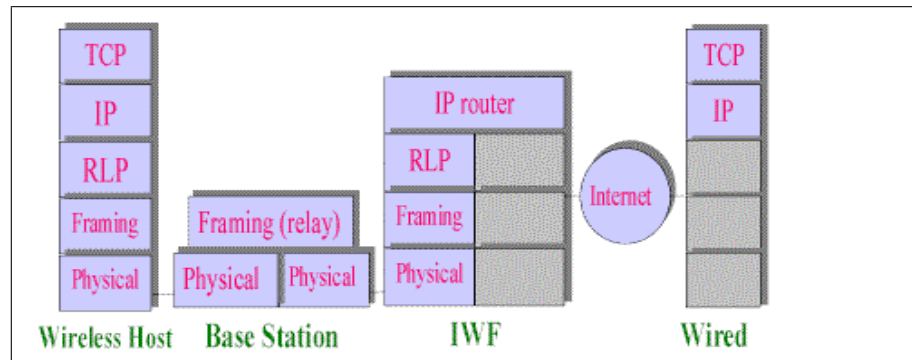 TCP
IP
RLP
Framing
Physical
Wireless Host
Framing (relay)
Physical Physical
Base Station
IP router
RLP
Framing
Physical
IWF
Internet
TCP
IP
Wired